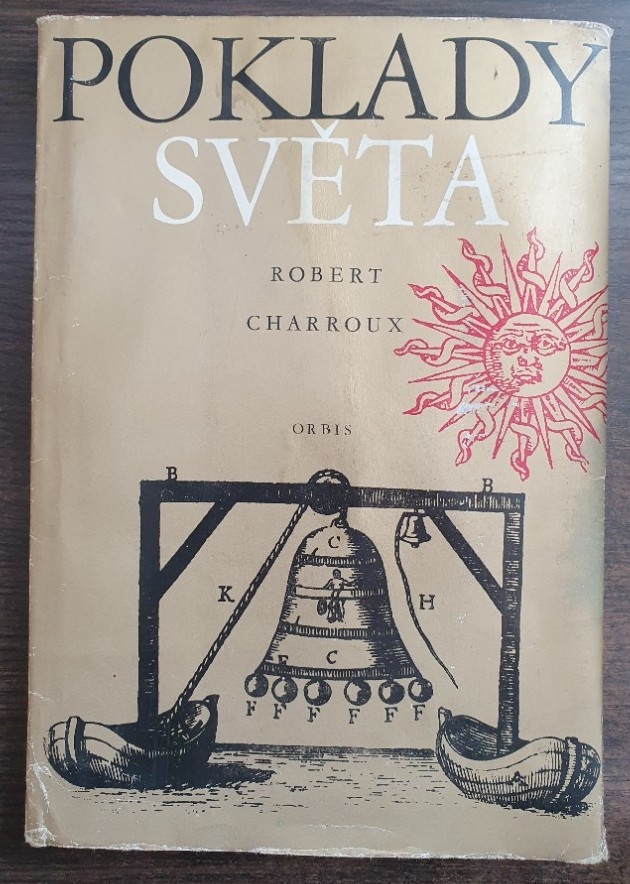 POKLADY
SVĚTA
ROBERT
CHARROUX
ORBIS
B B
C
K H
E C
F F F F F F
A